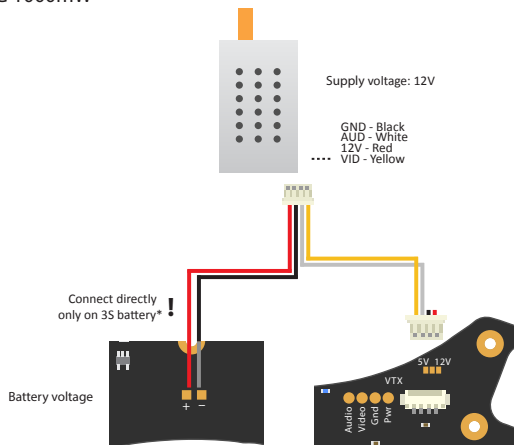 Supply voltage: 12V
GND - Black
AUD - White
12V - Red
VID - Yellow
Connect directly
only on 3S battery* !
Battery voltage
+ −
5V 12V
VTX
Audio
Video
Gnd
Pwr